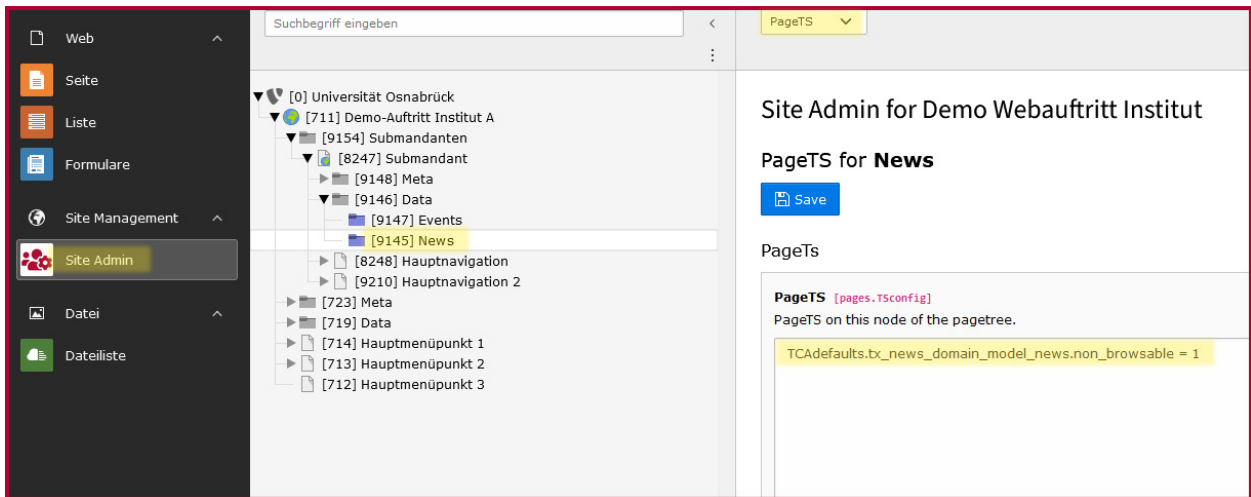 Web
Seite
Liste
Formulare
Site Management
Site Admin
Datei
Dateiliste
Suchbegriff eingeben
[0] Universität Osnabrück
[711] Demo-Auftritt Institut A
[9154] Submandanten
[8247] Submandant
[9148] Meta
[9146] Data
[9147] Events
[9145] News
[8248] Hauptnavigation
[9210] Hauptnavigation 2
[723] Meta
[719] Data
[714] Hauptmenüpunkt 1
[713] Hauptmenüpunkt 2
[712] Hauptmenüpunkt 3
PageTS
Site Admin for Demo Webauftritt Institut
PageTS for News
Save
PageTs
PageTS [pages.TSconfig]
PageTS on this node of the pagetree.
TCAdefaults.tx_news_domain_model_news.non_browsable = 1